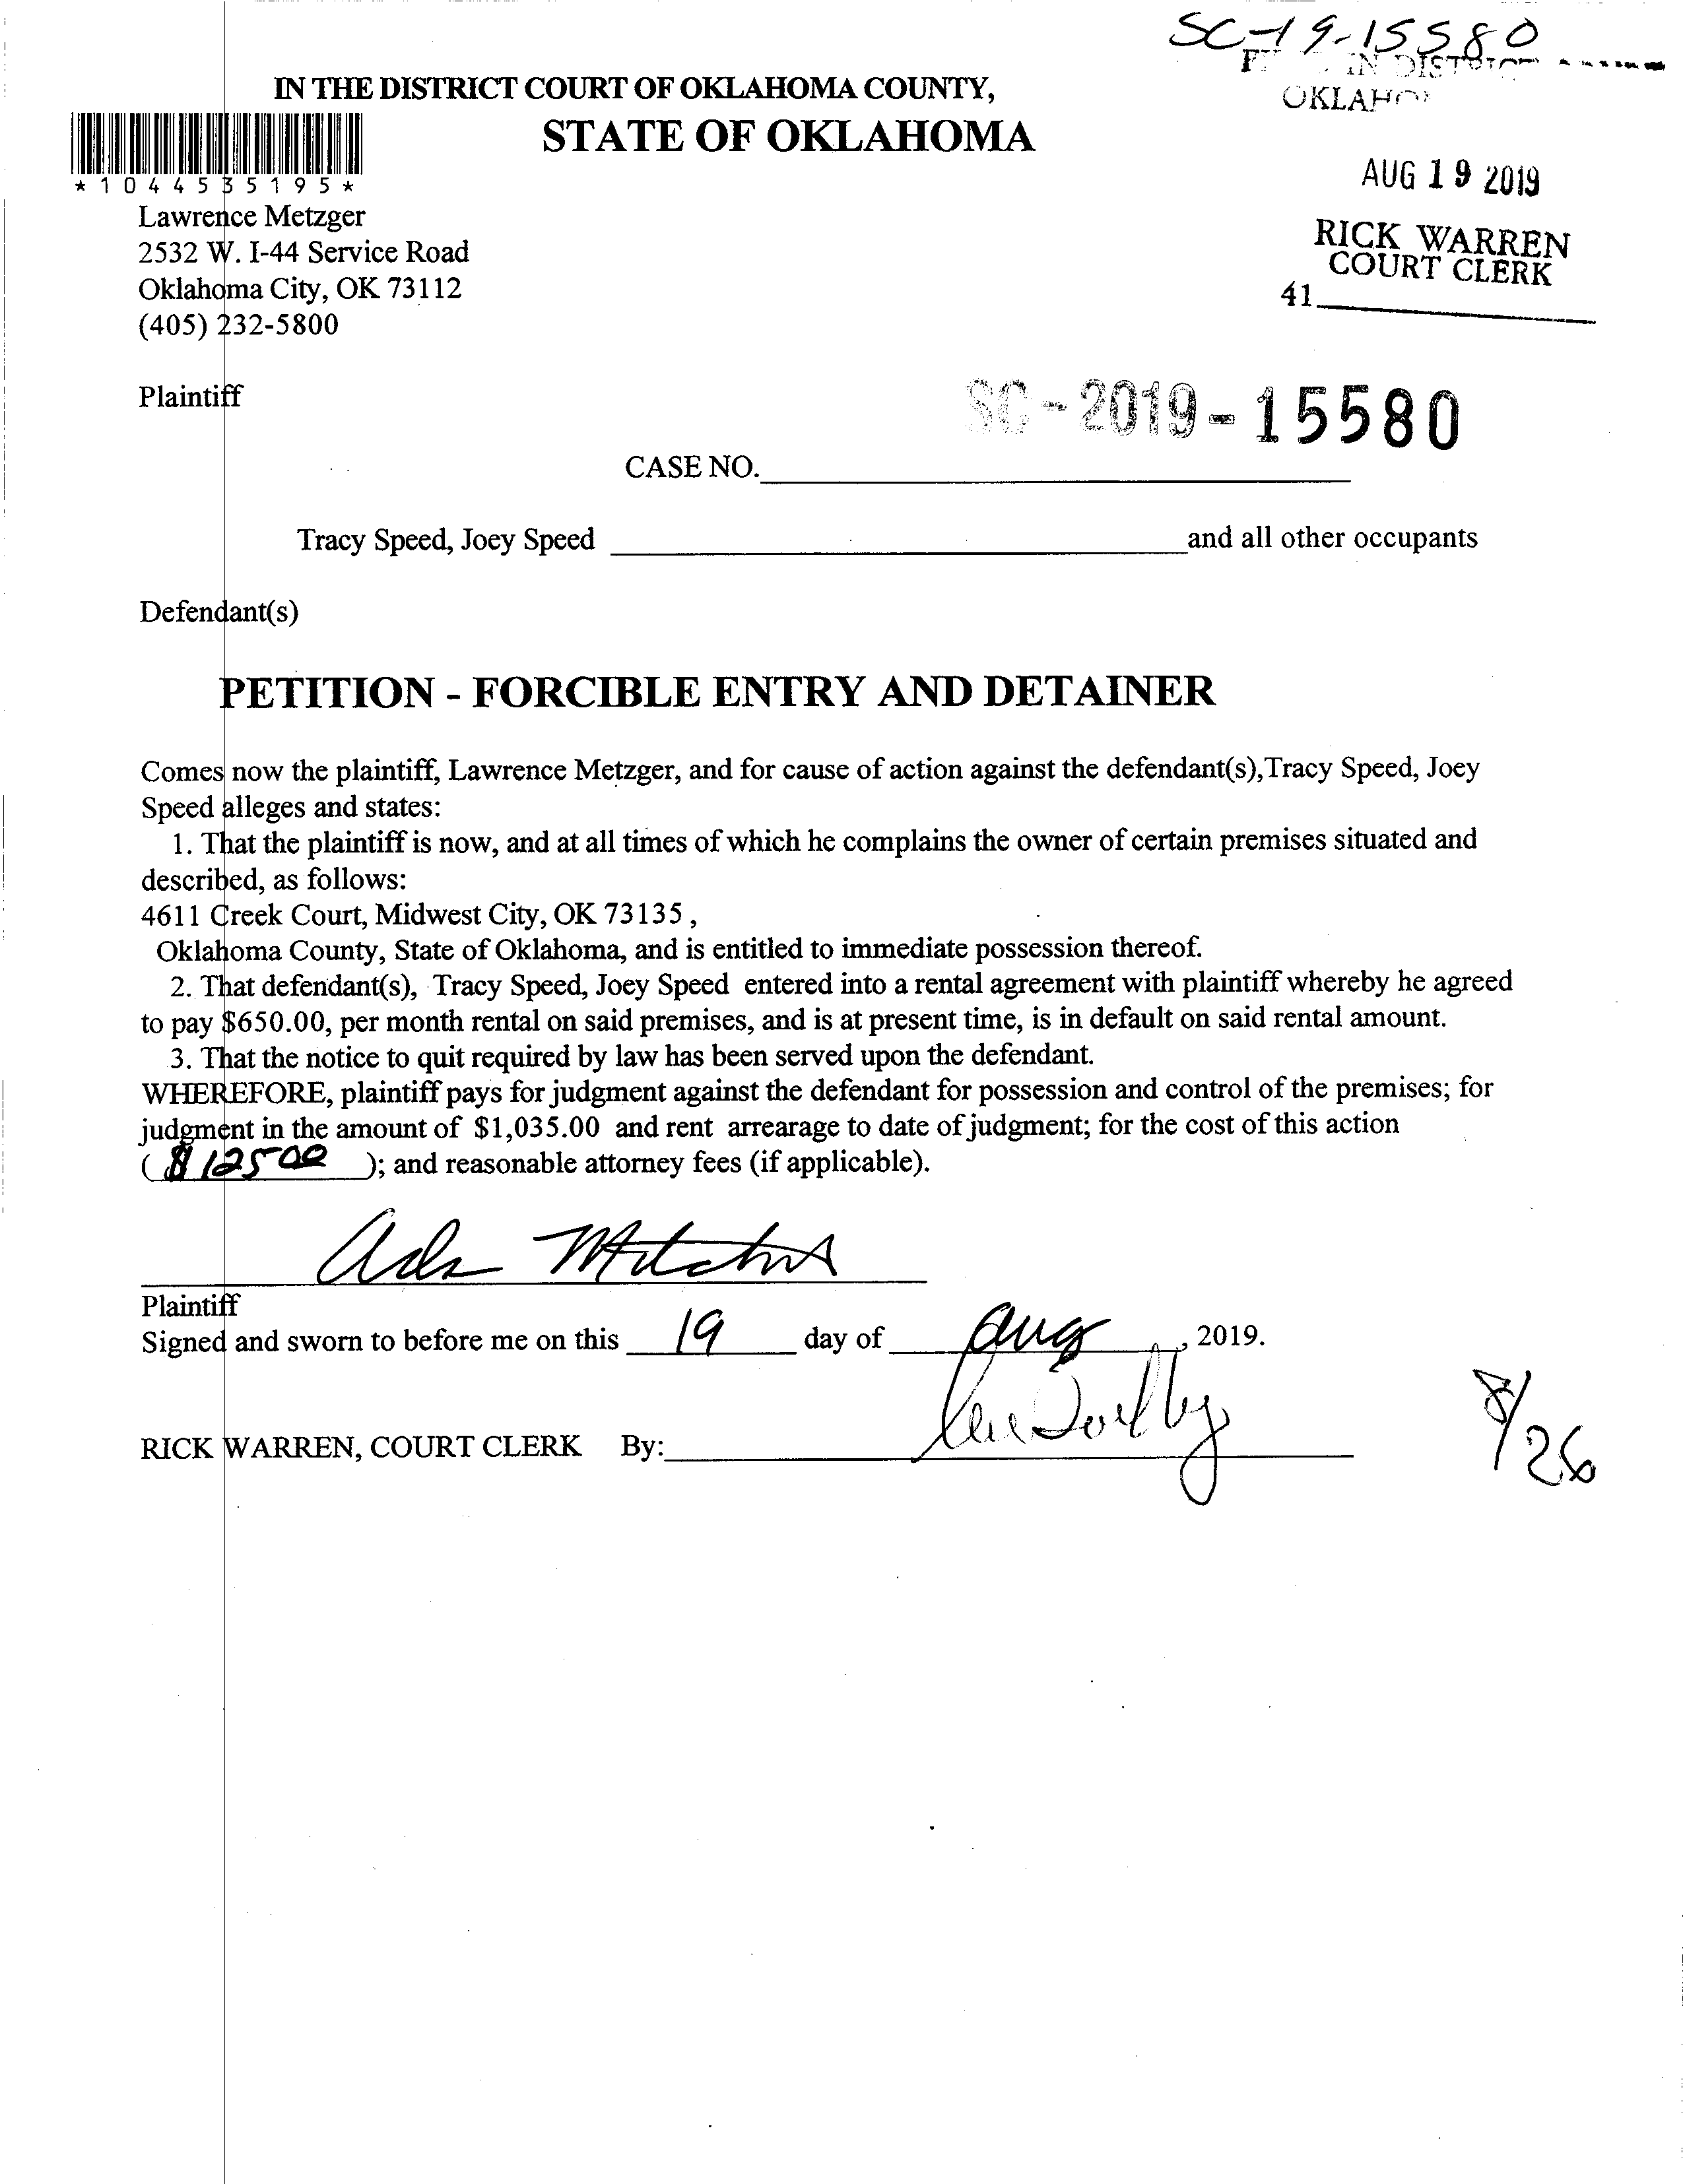 SC-19-15580
IN DISTRICT
IN THE DISTRICT COURT OF OKLAHOMA COUNTY,
STATE OF OKLAHOMA
*1044535195*
AUG 19 2019
RICK WARREN
COURT CLERK
41
Lawrence Metzger
2532 W. I-44 Service Road
Oklahoma City, OK 73112
(405) 232-5800
Plaintiff
SC-2019-15580
CASE NO.
Tracy Speed, Joey Speed and all other occupants
Defendant(s)
PETITION - FORCIBLE ENTRY AND DETAINER
Comes now the plaintiff, Lawrence Metzger, and for cause of action against the defendant(s),Tracy Speed, Joey
Speed alleges and states:
1. That the plaintiff is now, and at all times of which he complains the owner of certain premises situated and
described, as follows:
4611 Creek Court, Midwest City, OK 73135 ,
Oklahoma County, State of Oklahoma, and is entitled to immediate possession thereof.
2. That defendant(s), Tracy Speed, Joey Speed entered into a rental agreement with plaintiff whereby he agreed
to pay $650.00, per month rental on said premises, and is at present time, is in default on said rental amount.
3. That the notice to quit required by law has been served upon the defendant.
WHEREFORE, plaintiff pays for judgment against the defendant for possession and control of the premises; for
judgment in the amount of $1,035.00 and rent arrearage to date of judgment; for the cost of this action
( $12500 ); and reasonable attorney fees (if applicable).
Plaintiff
Signed and sworn to before me on this 19 day of Aug, 2019.
RICK WARREN, COURT CLERK By:
8/26